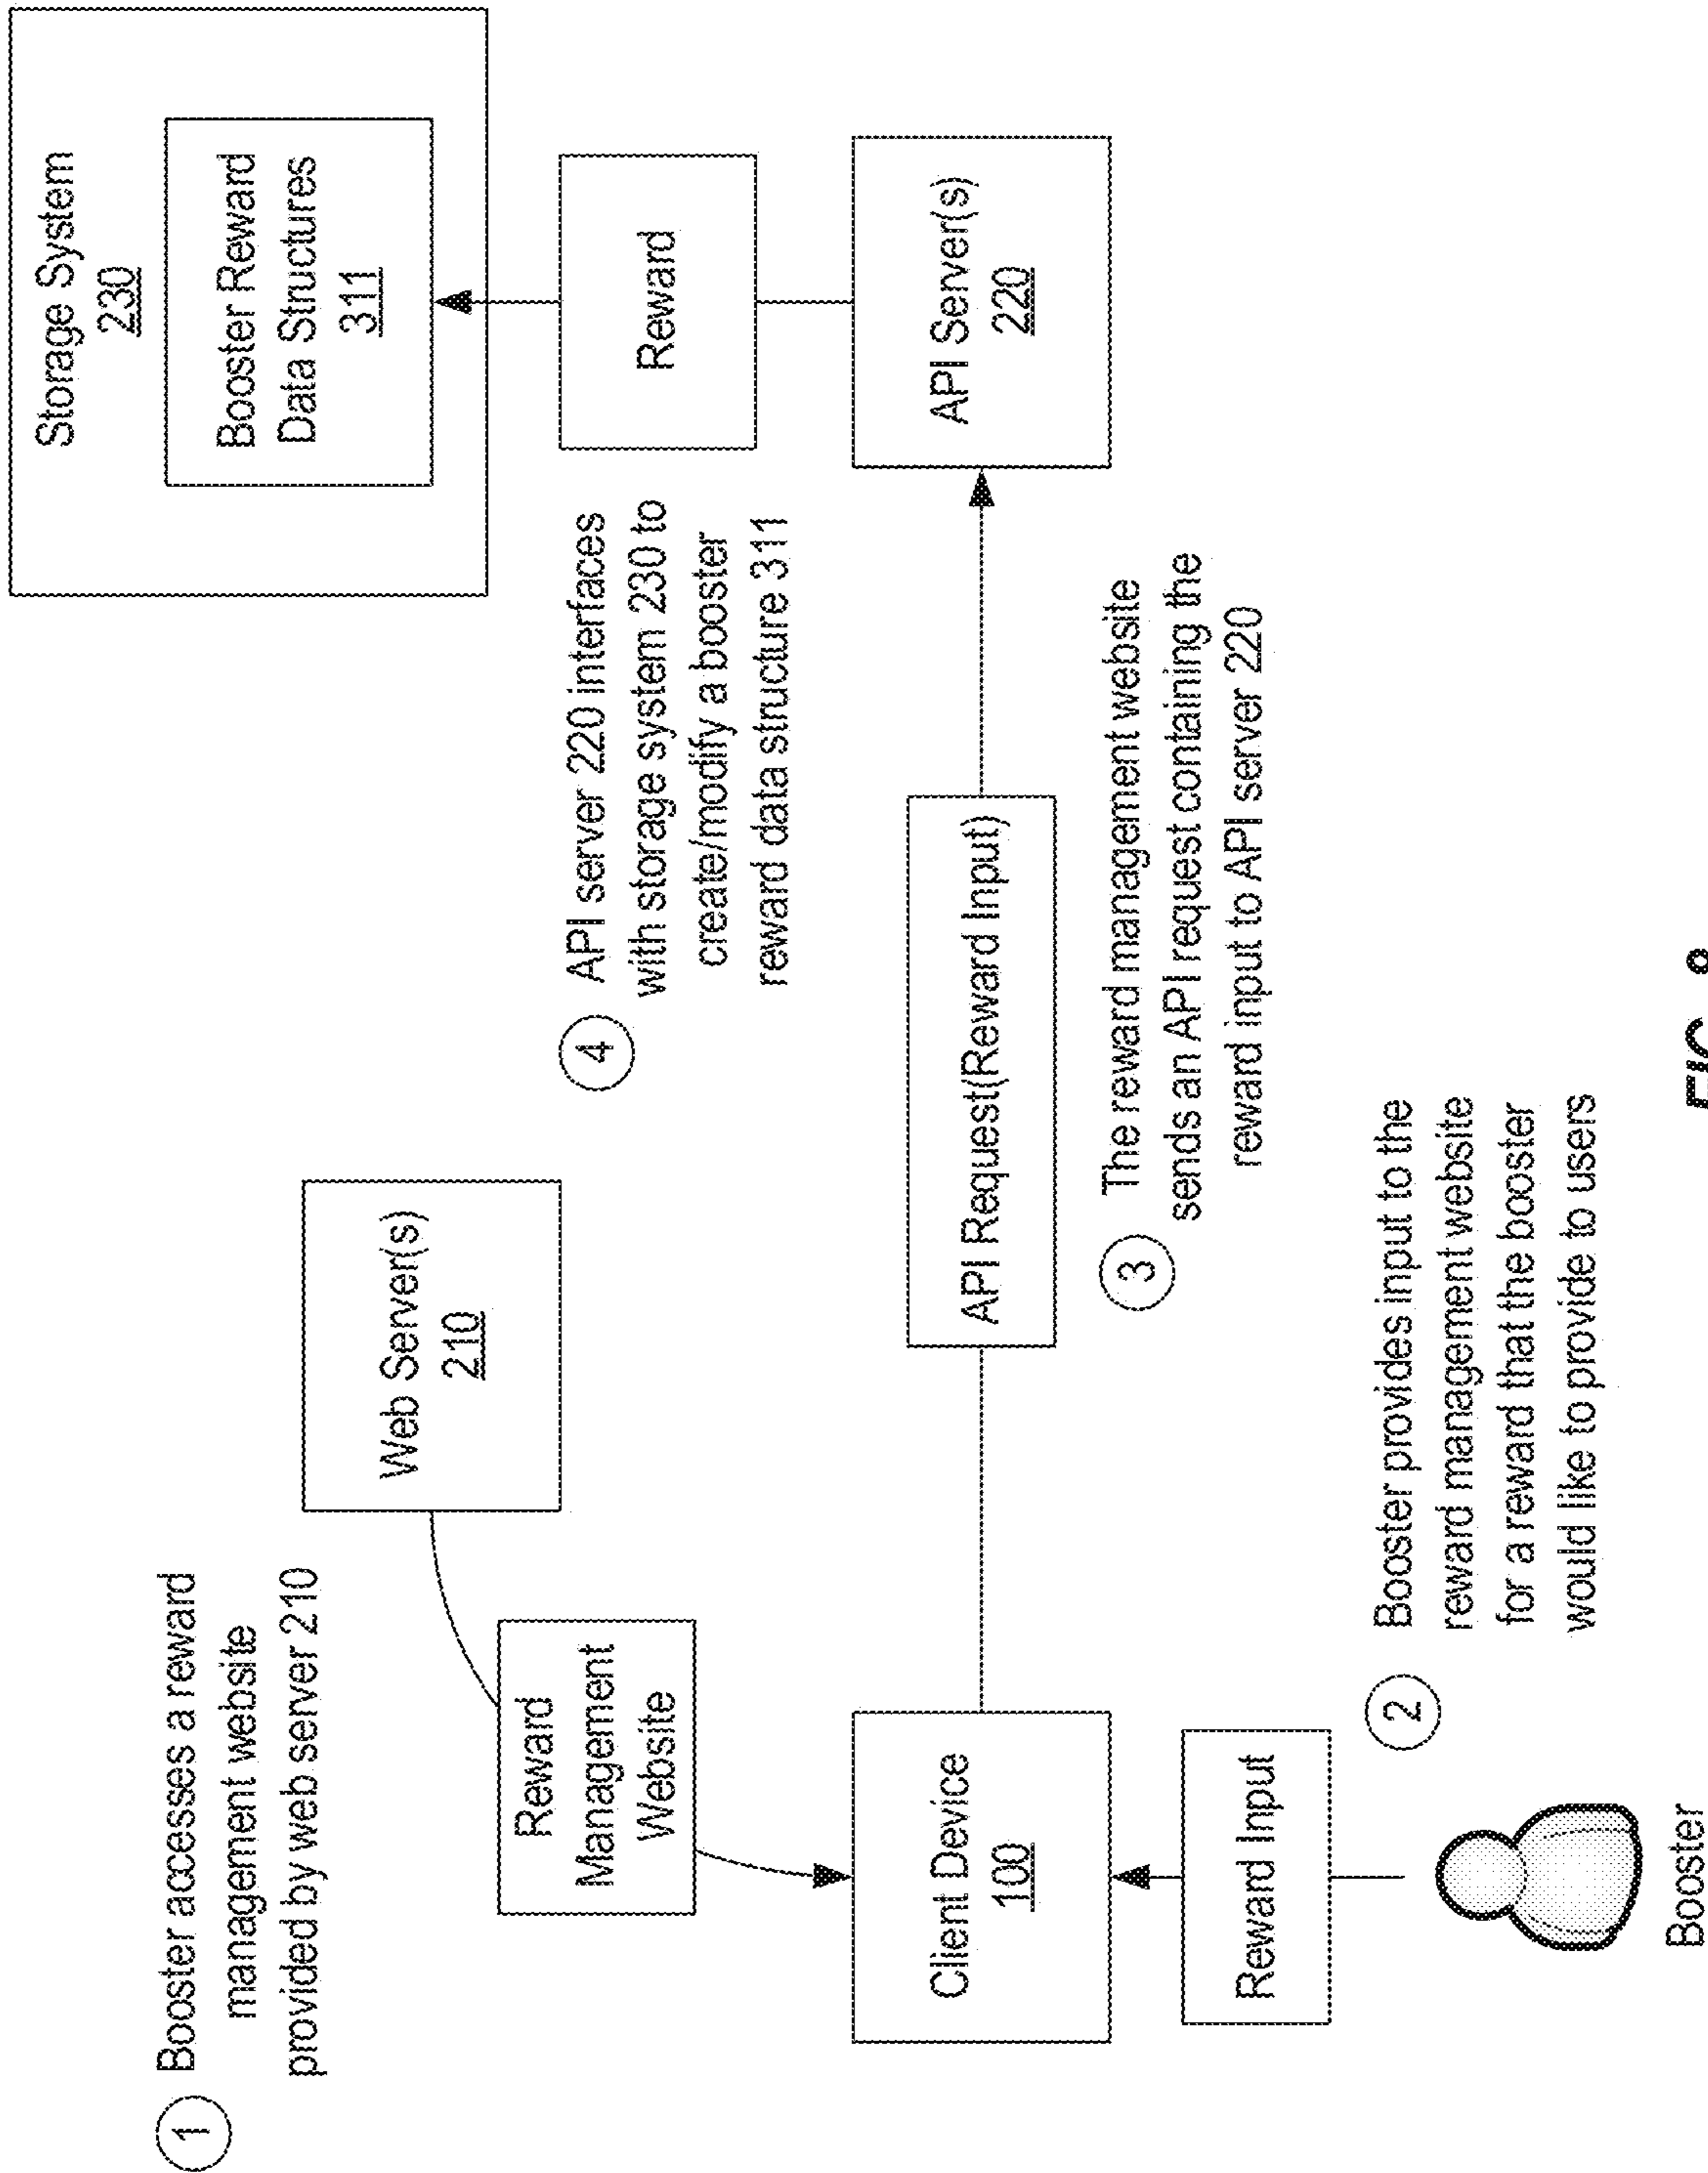 1
Booster accesses a reward
management website
provided by web server 210
Web Server(s)
210
Reward
Management
Website
Storage System
230
Booster Reward
Data Structures
311
4
API server 220 interfaces
with storage system 230 to
create/modify a booster
reward data structure 311
Reward
Client Device
100
API Request(Reward Input)
API Server(s)
220
3
The reward management website
sends an API request containing the
reward input to API server 220
Reward Input
2
Booster provides input to the
reward management website
for a reward that the booster
would like to provide to users
Booster